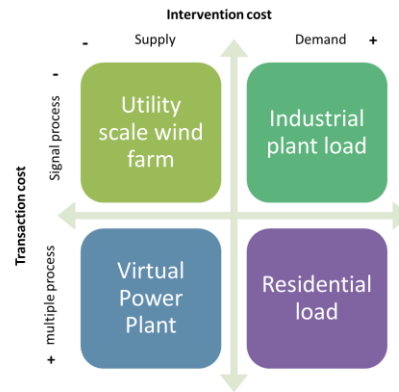 Intervention cost
- Supply Demand +
Transaction cost
- Signal process
+ multiple process
Utility
scale wind
farm
Industrial
plant load
Virtual
Power
Plant
Residential
load